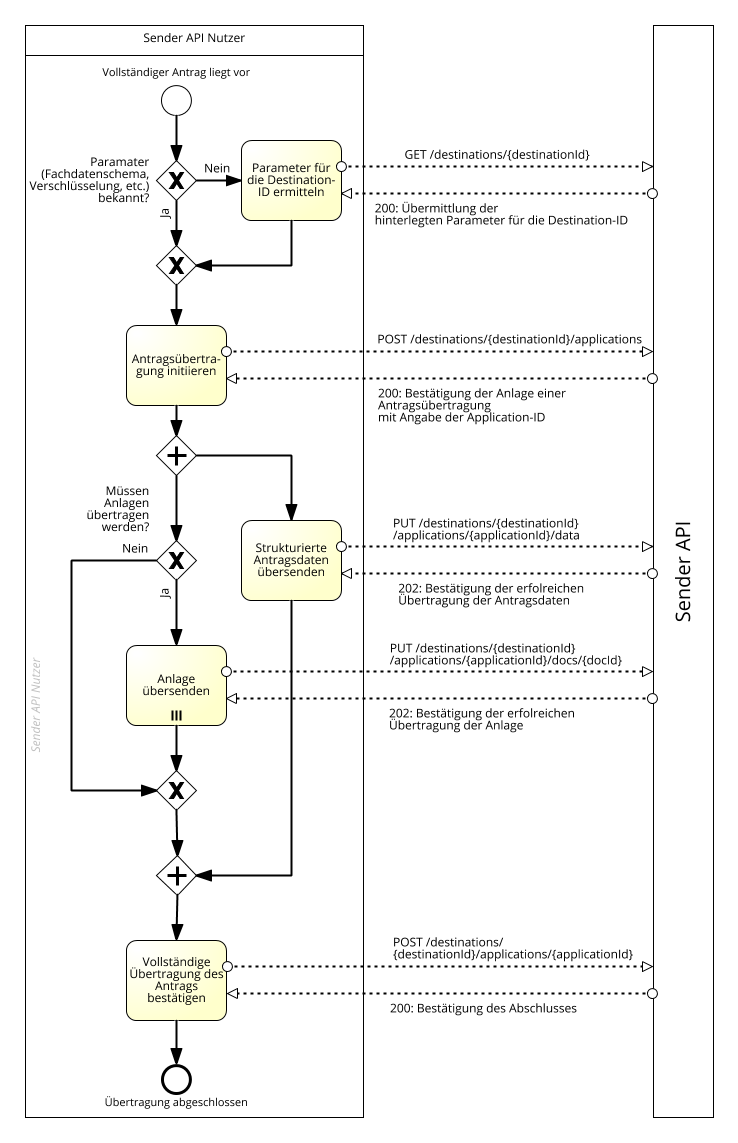 Sender API Nutzer
Vollständiger Antrag liegt vor
Paramater
(Fachdatenschema,
Verschlüsselung, etc.)
bekannt?
Nein
Ja
Parameter für
die Destination-
ID ermitteln
GET /destinations/{destinationId}
200: Übermittlung der
hinterlegten Parameter für die Destination-ID
Antragsübertra-
gung initiieren
POST /destinations/{destinationId}/applications
200: Bestätigung der Anlage einer
Antragsübertragung
mit Angabe der Application-ID
Müssen
Anlagen
übertragen
werden?
Nein
Ja
Strukturierte
Antragsdaten
übersenden
PUT /destinations/{destinationId}
/applications/{applicationId}/data
202: Bestätigung der erfolreichen
Übertragung der Antragsdaten
Sender API
Anlage
übersenden
PUT /destinations/{destinationId}
/applications/{applicationId}/docs/{docId}
202: Bestätigung der erfolreichen
Übertragung der Anlage
Sender API Nutzer
Vollständige
Übertragung des
Antrags
bestätigen
POST /destinations/
{destinationId}/applications/{applicationId}
200: Bestätigung des Abschlusses
Übertragung abgeschlossen